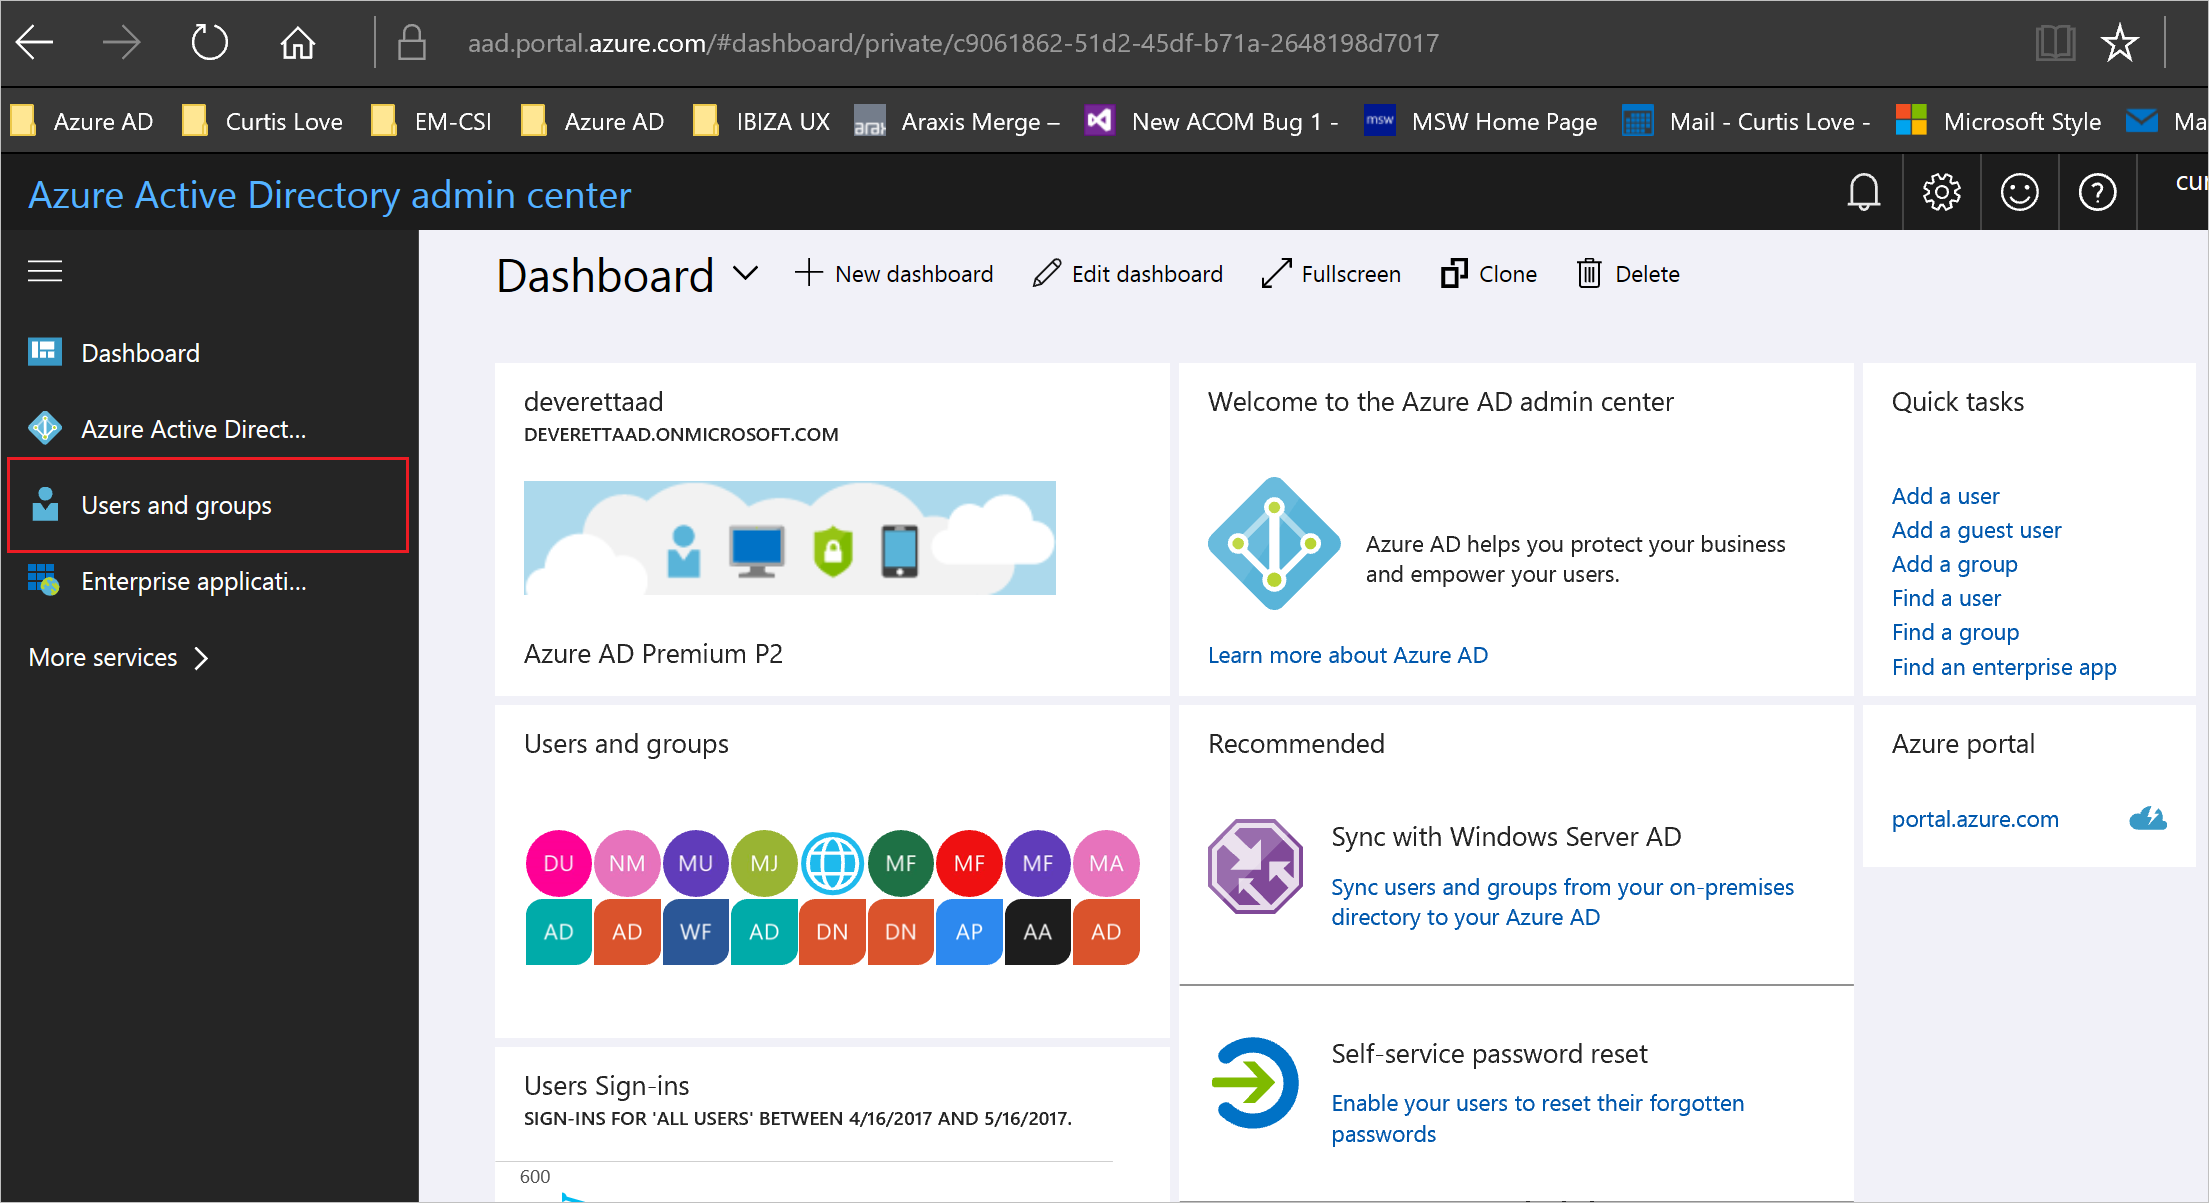 aad.portal.azure.com/#dashboard/private/c9061862-51d2-45df-b71a-2648198d7017
Azure AD
Curtis Love
EM-CSI
Azure AD
IBIZA UX
Araxis Merge –
New ACOM Bug 1 -
msw
MSW Home Page
Mail - Curtis Love -
Microsoft Style
Ma
Azure Active Directory admin center
cur
Dashboard
New dashboard
Edit dashboard
Fullscreen
Clone
Delete
Dashboard
Azure Active Direct...
Users and groups
Enterprise applicati...
More services
deverettaad
DEVERETTAAD.ONMICROSOFT.COM
Azure AD Premium P2
Welcome to the Azure AD admin center
Azure AD helps you protect your business
and empower your users.
Learn more about Azure AD
Quick tasks
Add a user
Add a guest user
Add a group
Find a user
Find a group
Find an enterprise app
Users and groups
DU NM MU MJ MF MF MF MA
AD AD WF AD DN DN AP AA AD
Recommended
Sync with Windows Server AD
Sync users and groups from your on-premises
directory to your Azure AD
Azure portal
portal.azure.com
Users Sign-ins
SIGN-INS FOR 'ALL USERS' BETWEEN 4/16/2017 AND 5/16/2017.
600
Self-service password reset
Enable your users to reset their forgotten
passwords